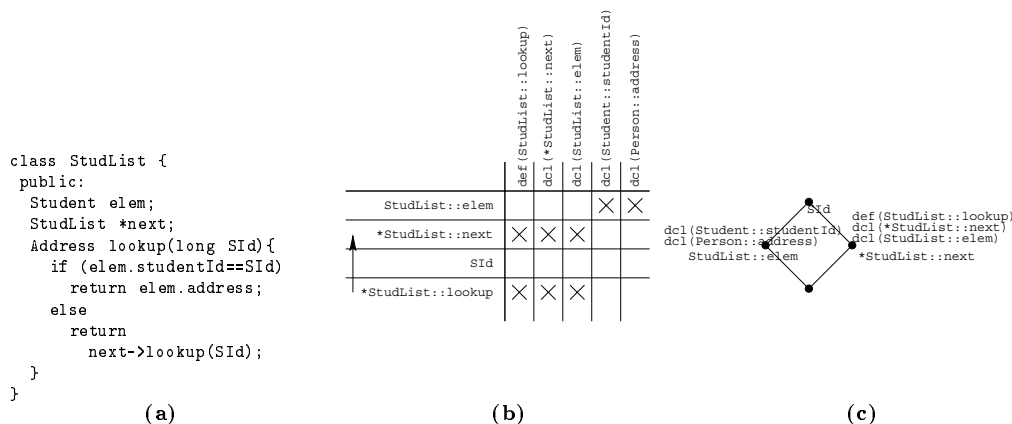 class StudList {
public:
Student elem;
StudList *next;
Address lookup(long SId){
if (elem.studentId==SId)
return elem.address;
else
return
next->lookup(SId);
}
}
(a)
def(StudList::lookup)
dcl(*StudList::next)
dcl(StudList::elem)
dcl(Student::studentId)
dcl(Person::address)
StudList::elem
*StudList::next
SId
*StudList::lookup
(b)
SId
dcl(Student::studentId)
dcl(Person::address)
StudList::elem
def(StudList::lookup)
dcl(*StudList::next)
dcl(StudList::elem)
*StudList::next
(c)